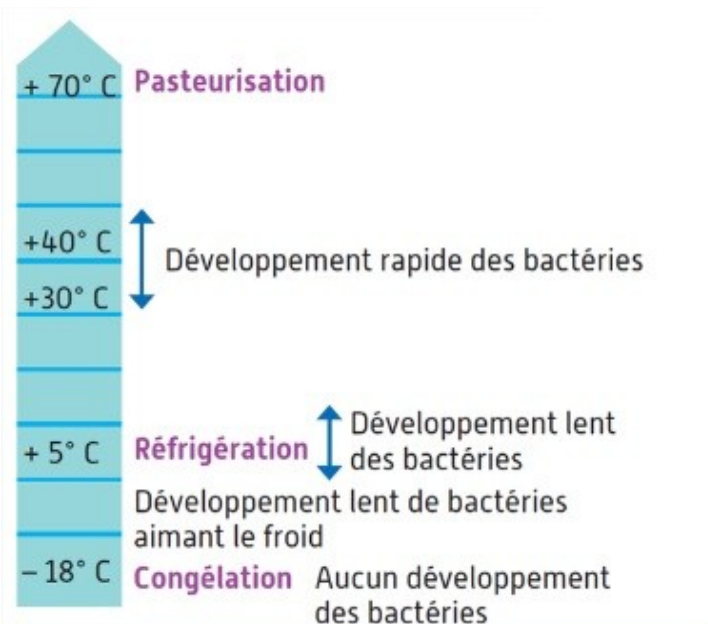 + 70° C Pasteurisation
+40° C
Développement rapide des bactéries
+30° C
Développement lent
+ 5° C Réfrigération des bactéries
Développement lent de bactéries
aimant le froid
– 18° C Congélation Aucun développement
des bactéries